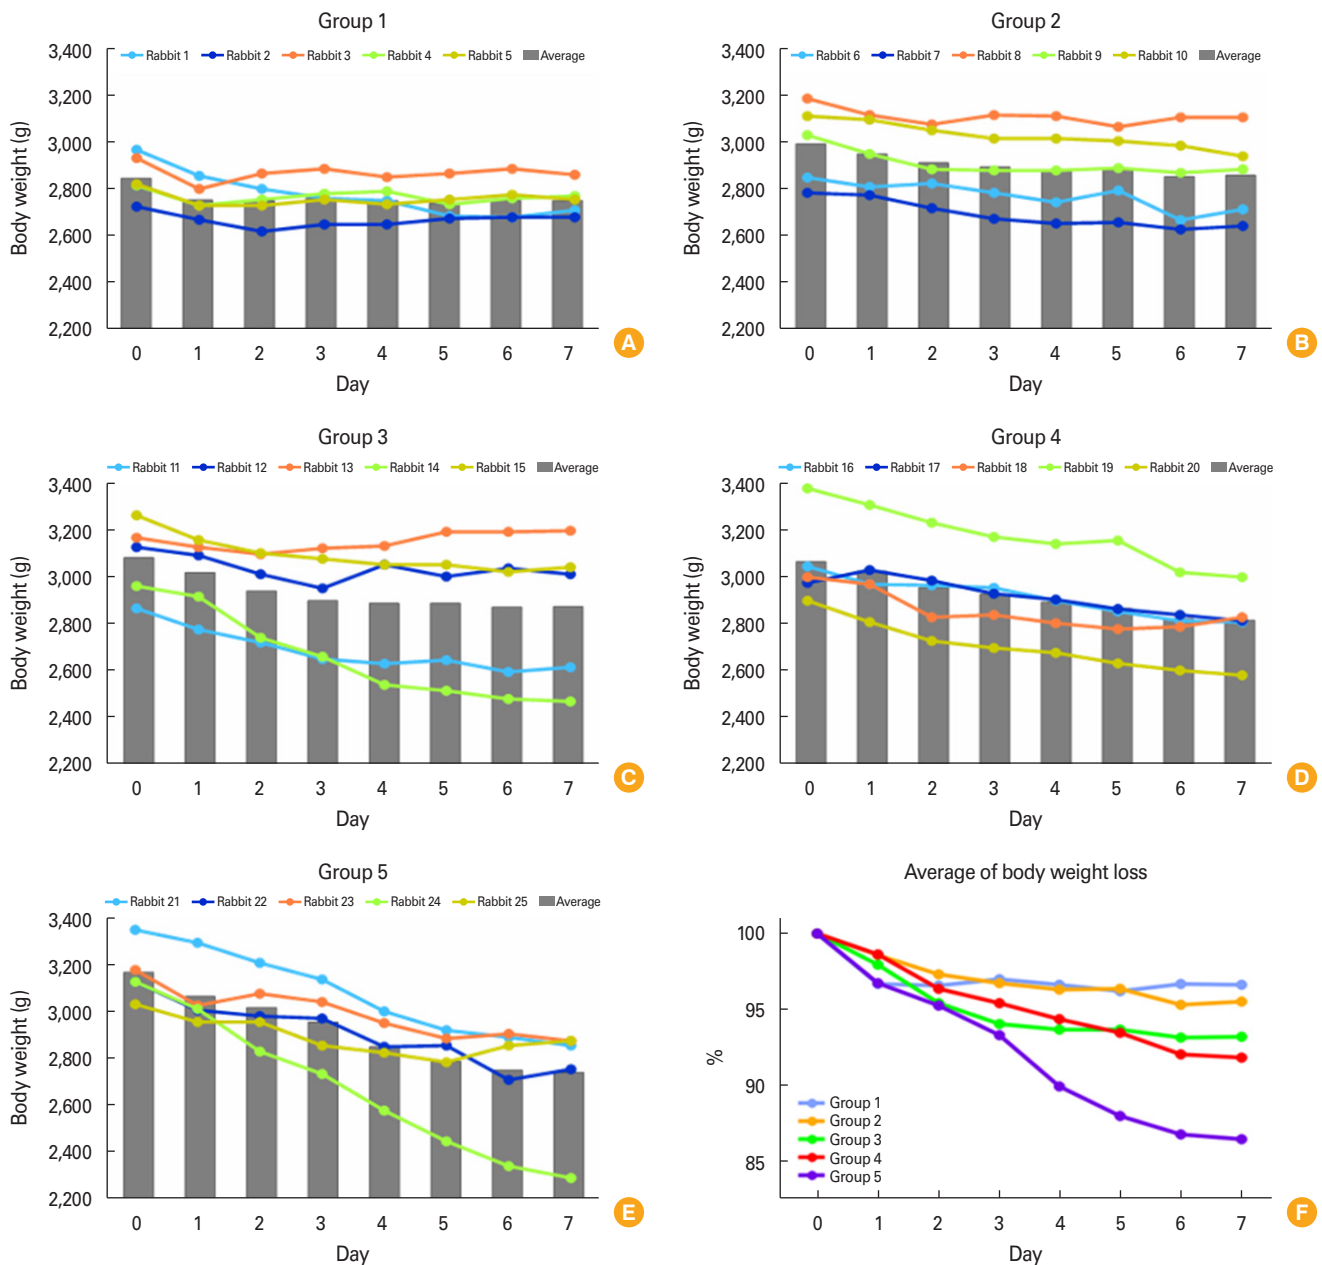 Group 1
Rabbit 1 Rabbit 2 Rabbit 3 Rabbit 4 Rabbit 5 Average
Body weight (g)
3,400
3,200
3,000
2,800
2,600
2,400
2,200
0 1 2 3 4 5 6 7
Day
A
Group 2
Rabbit 6 Rabbit 7 Rabbit 8 Rabbit 9 Rabbit 10 Average
Body weight (g)
3,400
3,200
3,000
2,800
2,600
2,400
2,200
0 1 2 3 4 5 6 7
Day
B
Group 3
Rabbit 11 Rabbit 12 Rabbit 13 Rabbit 14 Rabbit 15 Average
Body weight (g)
3,400
3,200
3,000
2,800
2,600
2,400
2,200
0 1 2 3 4 5 6 7
Day
C
Group 4
Rabbit 16 Rabbit 17 Rabbit 18 Rabbit 19 Rabbit 20 Average
Body weight (g)
3,400
3,200
3,000
2,800
2,600
2,400
2,200
0 1 2 3 4 5 6 7
Day
D
Group 5
Rabbit 21 Rabbit 22 Rabbit 23 Rabbit 24 Rabbit 25 Average
Body weight (g)
3,400
3,200
3,000
2,800
2,600
2,400
2,200
0 1 2 3 4 5 6 7
Day
E
Average of body weight loss
%
100
95
90
85
Group 1
Group 2
Group 3
Group 4
Group 5
0 1 2 3 4 5 6 7
Day
F